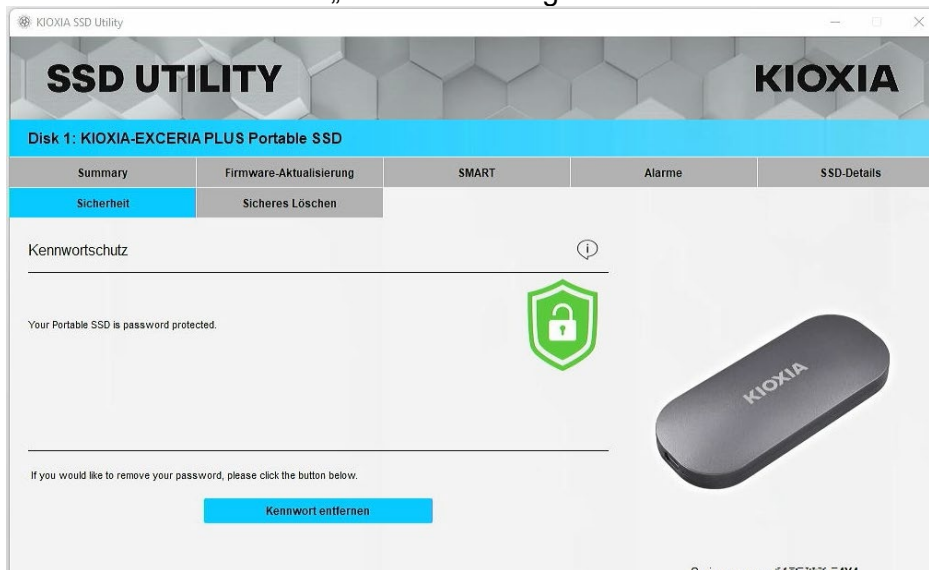 „
KIOXIA SSD Utility
SSD UTILITY
KIOXIA
Disk 1: KIOXIA-EXCERIA PLUS Portable SSD
Summary Firmware-Aktualisierung SMART Alarme SSD-Details
Sicherheit Sicheres Löschen
Kennwortschutz
Your Portable SSD is password protected.
KIOXIA
If you would like to remove your password, please click the button below.
Kennwort entfernen